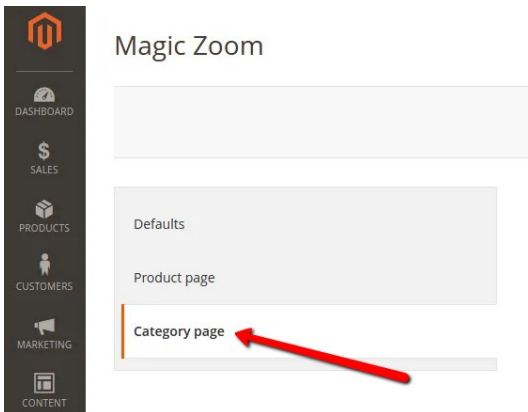 Magic Zoom
DASHBOARD
SALES
PRODUCTS
CUSTOMERS
MARKETING
CONTENT
Defaults
Product page
Category page